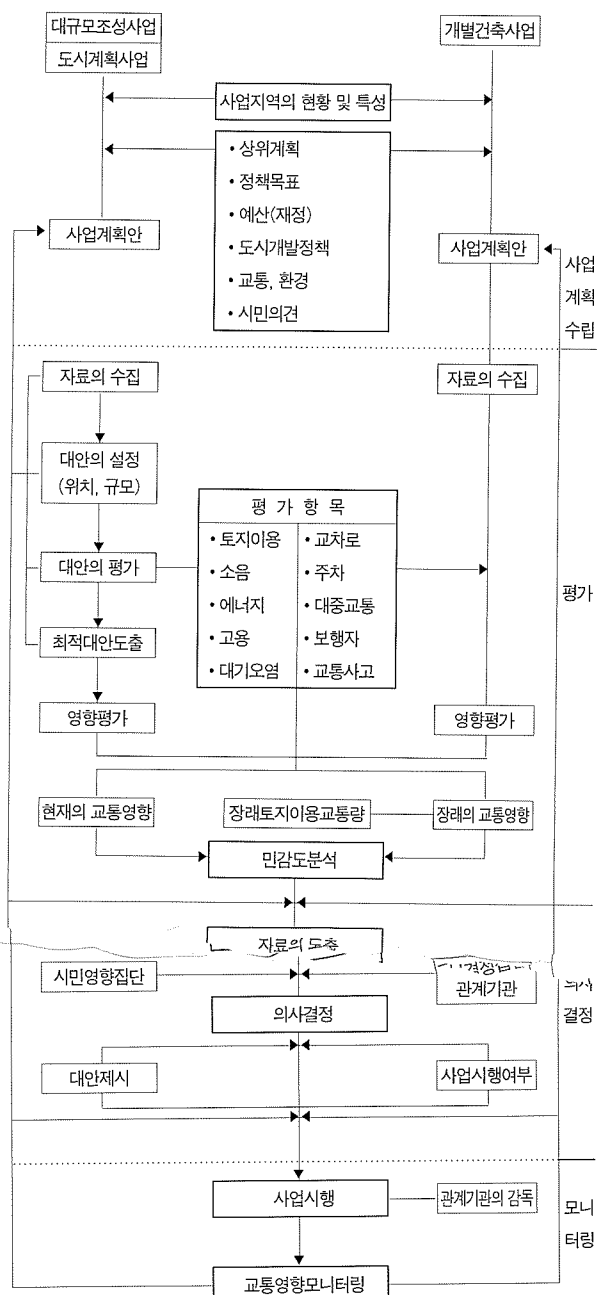 대규모조성사업
개별건축사업
도시계획사업
사업지역의 현황 및 특성
• 상위계획
• 정책목표
• 예산(재정)
• 도시개발정책
• 교통, 환경
• 시민의견
사업계획안
사업계획안
사업
계획
수립
자료의 수집
자료의 수집
대안의 설정
(위치, 규모)
평 가 항 목
• 토지이용
• 소음
• 에너지
• 고용
• 대기오염
• 교차로
• 주차
• 대중교통
• 보행자
• 교통사고
대안의 평가
평가
최적대안도출
영향평가
영향평가
현재의 교통영향
장래토지이용교통량
장래의 교통영향
민감도분석
자료의 도출
시민영향집단
관계기관
의사
결정
의사결정
대안제시
사업시행여부
사업시행
관계기관의 감독
모니
터링
교통영향모니터링